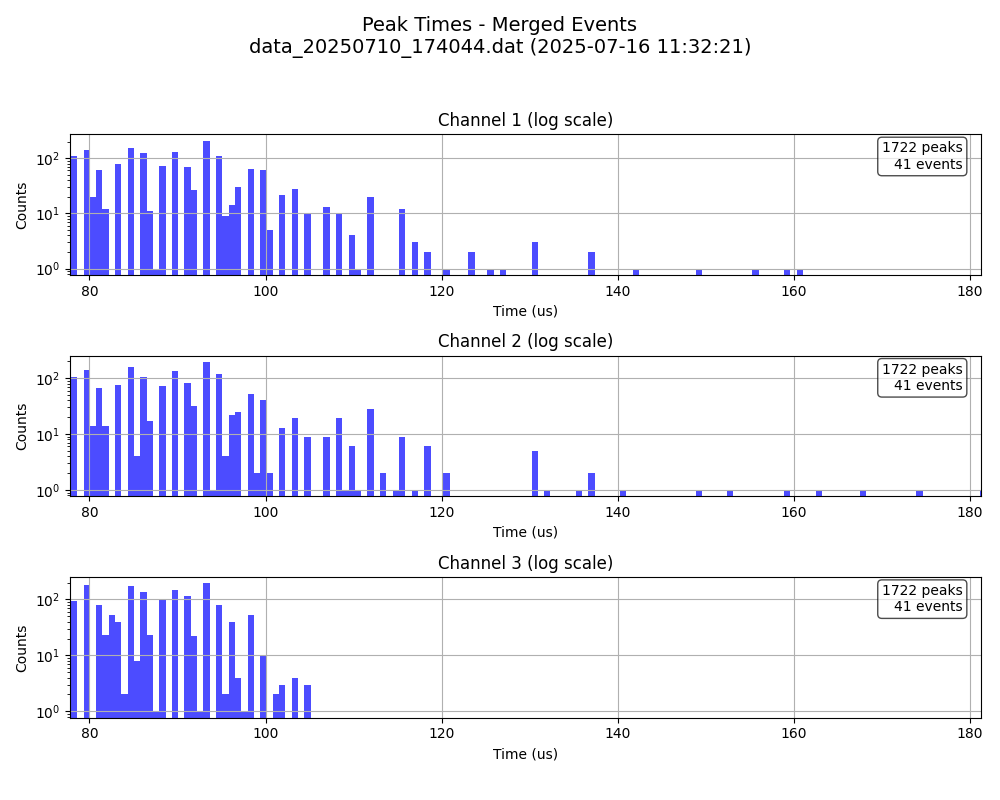 Peak Times - Merged Events
data_20250710_174044.dat (2025-07-16 11:32:21)
Channel 1 (log scale)
1722 peaks
41 events
Counts
10²
10¹
10⁰
80 100 120 140 160 180
Time (us)
Channel 2 (log scale)
1722 peaks
41 events
Counts
10²
10¹
10⁰
80 100 120 140 160 180
Time (us)
Channel 3 (log scale)
1722 peaks
41 events
Counts
10²
10¹
10⁰
80 100 120 140 160 180
Time (us)